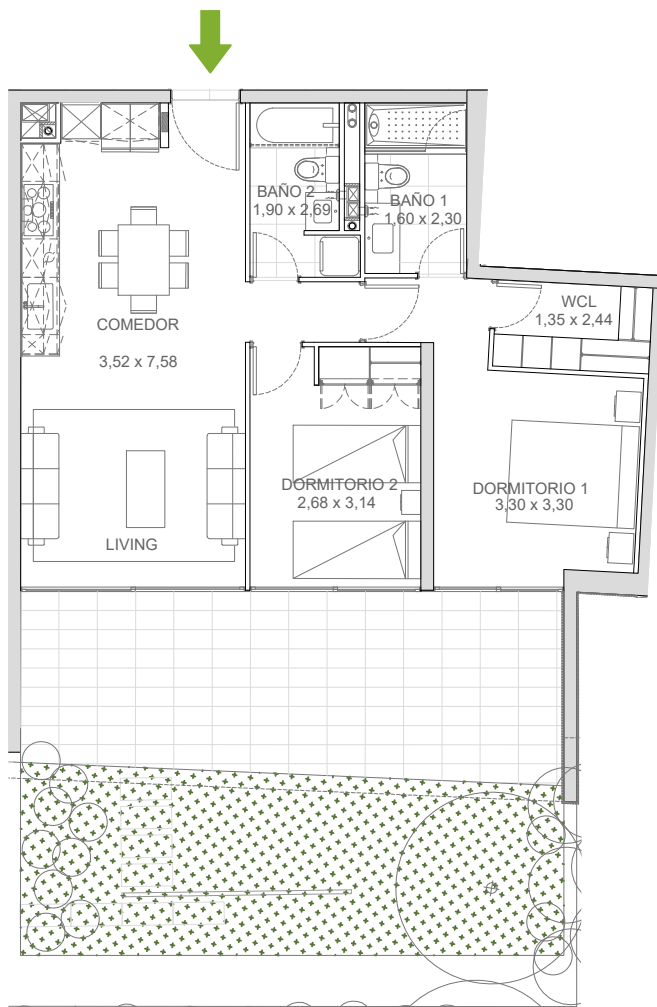 BAÑO 2
1,90 x 2,69
BAÑO 1
1,60 x 2,30
WCL
1,35 x 2,44
COMEDOR
3,52 x 7,58
DORMITORIO 2
2,68 x 3,14
DORMITORIO 1
3,30 x 3,30
LIVING